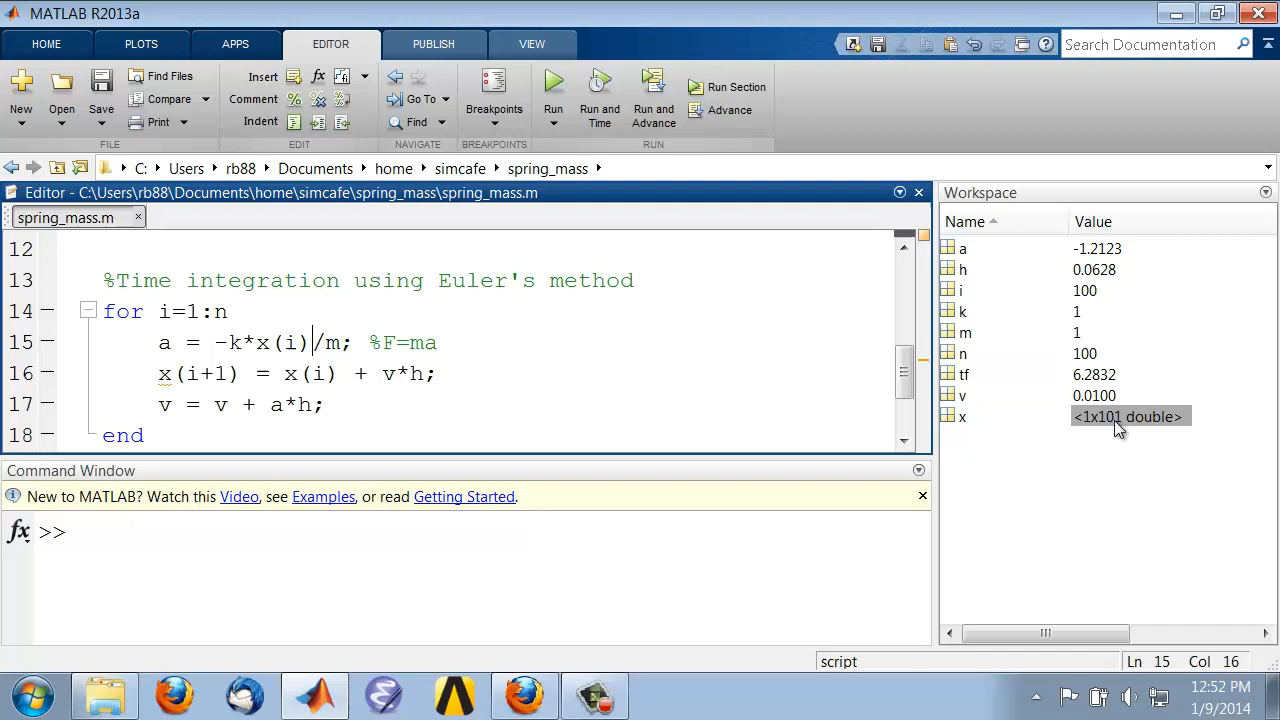 MATLAB R2013a
HOME PLOTS APPS EDITOR PUBLISH VIEW Search Documentation
New Open Save Find Files Compare Print
Insert Comment Indent
Go To Find
Breakpoints
Run Run and Time Run and Advance Run Section Advance
FILE EDIT NAVIGATE BREAKPOINTS RUN
C: Users rb88 Documents home simcafe spring_mass
Editor - C:\Users\rb88\Documents\home\simcafe\spring_mass\spring_mass.m
spring_mass.m
12
13 %Time integration using Euler's method
14 for i=1:n
15 a = -k*x(i)/m; %F=ma
16 x(i+1) = x(i) + v*h;
17 v = v + a*h;
18 end
Workspace
Name Value
a -1.2123
h 0.0628
i 100
k 1
m 1
n 100
tf 6.2832
v 0.0100
x <1x101 double>
Command Window
New to MATLAB? Watch this Video, see Examples, or read Getting Started.
fx >>
script Ln 15 Col 16
12:52 PM
1/9/2014